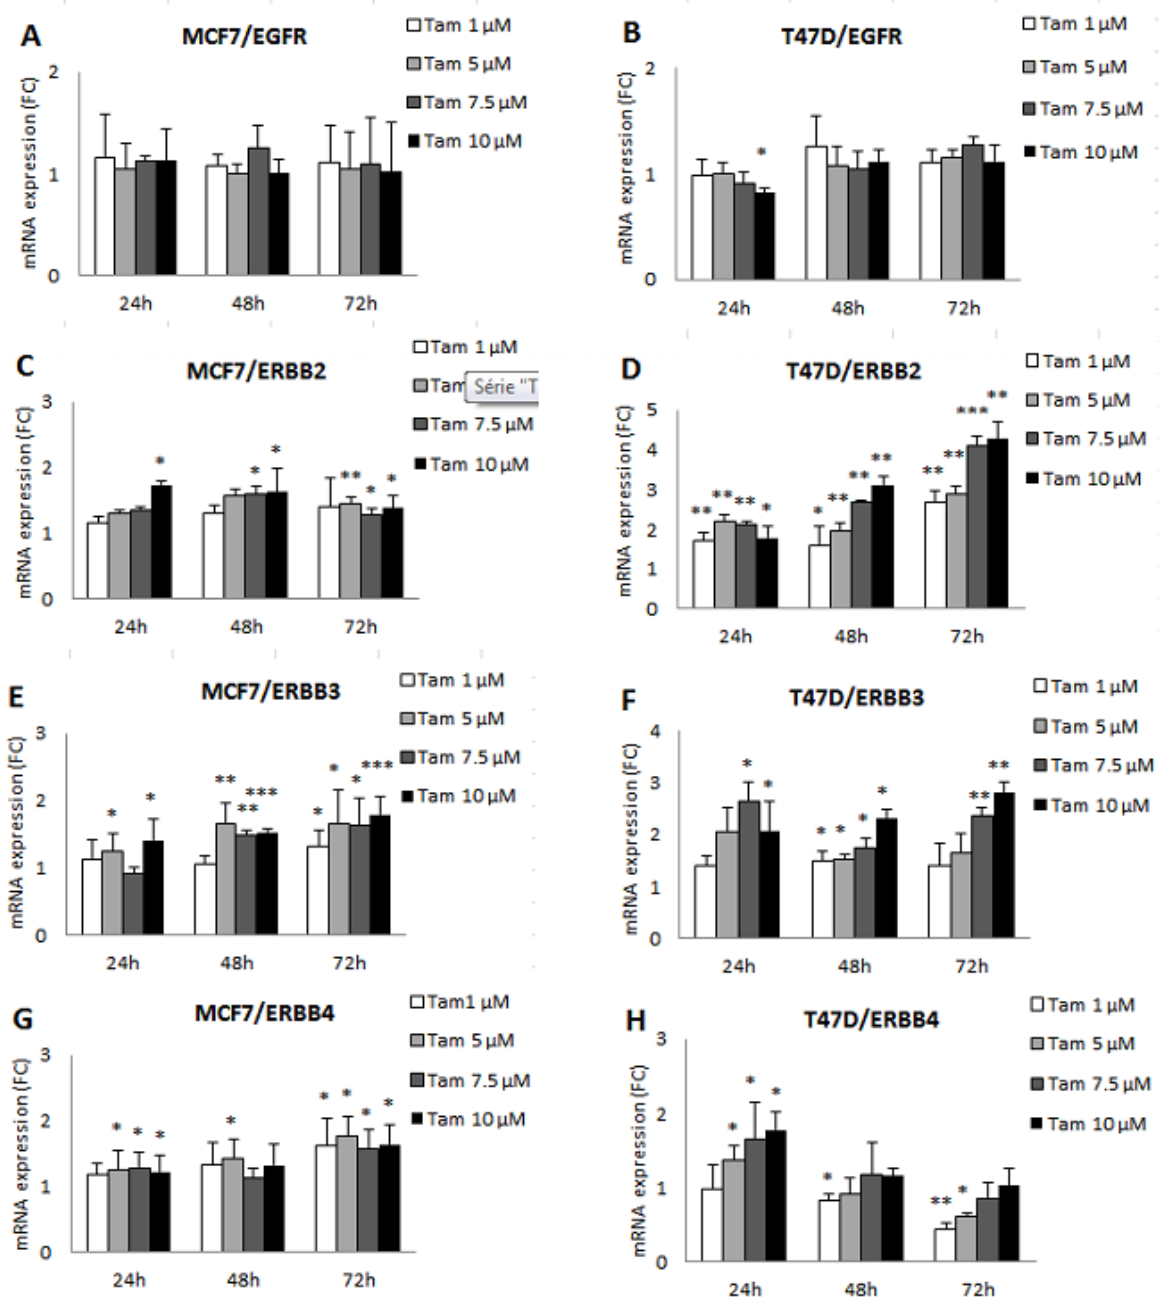 A
MCF7/EGFR
Tam 1 µM
Tam 5 µM
Tam 7.5 µM
Tam 10 µM
mRNA expression (FC)
2
1
0
24h 48h 72h
B
T47D/EGFR
Tam 1 µM
Tam 5 µM
Tam 7.5 µM
Tam 10 µM
mRNA expression (FC)
2
1
0
*
24h 48h 72h
C
MCF7/ERBB2
Tam 1 µM
Tam
Série "T
Tam 7.5 µM
Tam 10 µM
mRNA expression (FC)
3
2
1
0
* * * ** * *
24h 48h 72h
D
T47D/ERBB2
Tam 1 µM
Tam 5 µM
Tam 7.5 µM
Tam 10 µM
mRNA expression (FC)
5
4
3
2
1
0
** ** ** * * ** ** ** ** ** *** **
24h 48h 72h
E
MCF7/ERBB3
Tam 1 µM
Tam 5 µM
Tam 7.5 µM
Tam 10 µM
mRNA expression (FC)
3
2
1
0
* * ** ** *** * * * ***
24h 48h 72h
F
T47D/ERBB3
Tam 1 µM
Tam 5 µM
Tam 7.5 µM
Tam 10 µM
mRNA expression (FC)
4
3
2
1
0
* * * * * * ** **
24h 48h 72h
G
MCF7/ERBB4
Tam1 µM
Tam 5 µM
Tam 7.5 µM
Tam 10 µM
mRNA expression (FC)
3
2
1
0
* * * * * * * *
24h 48h 72h
H
T47D/ERBB4
Tam 1 µM
Tam 5 µM
Tam 7.5 µM
Tam 10 µM
mRNA expression (FC)
3
2
1
0
* * * * ** *
24h 48h 72h